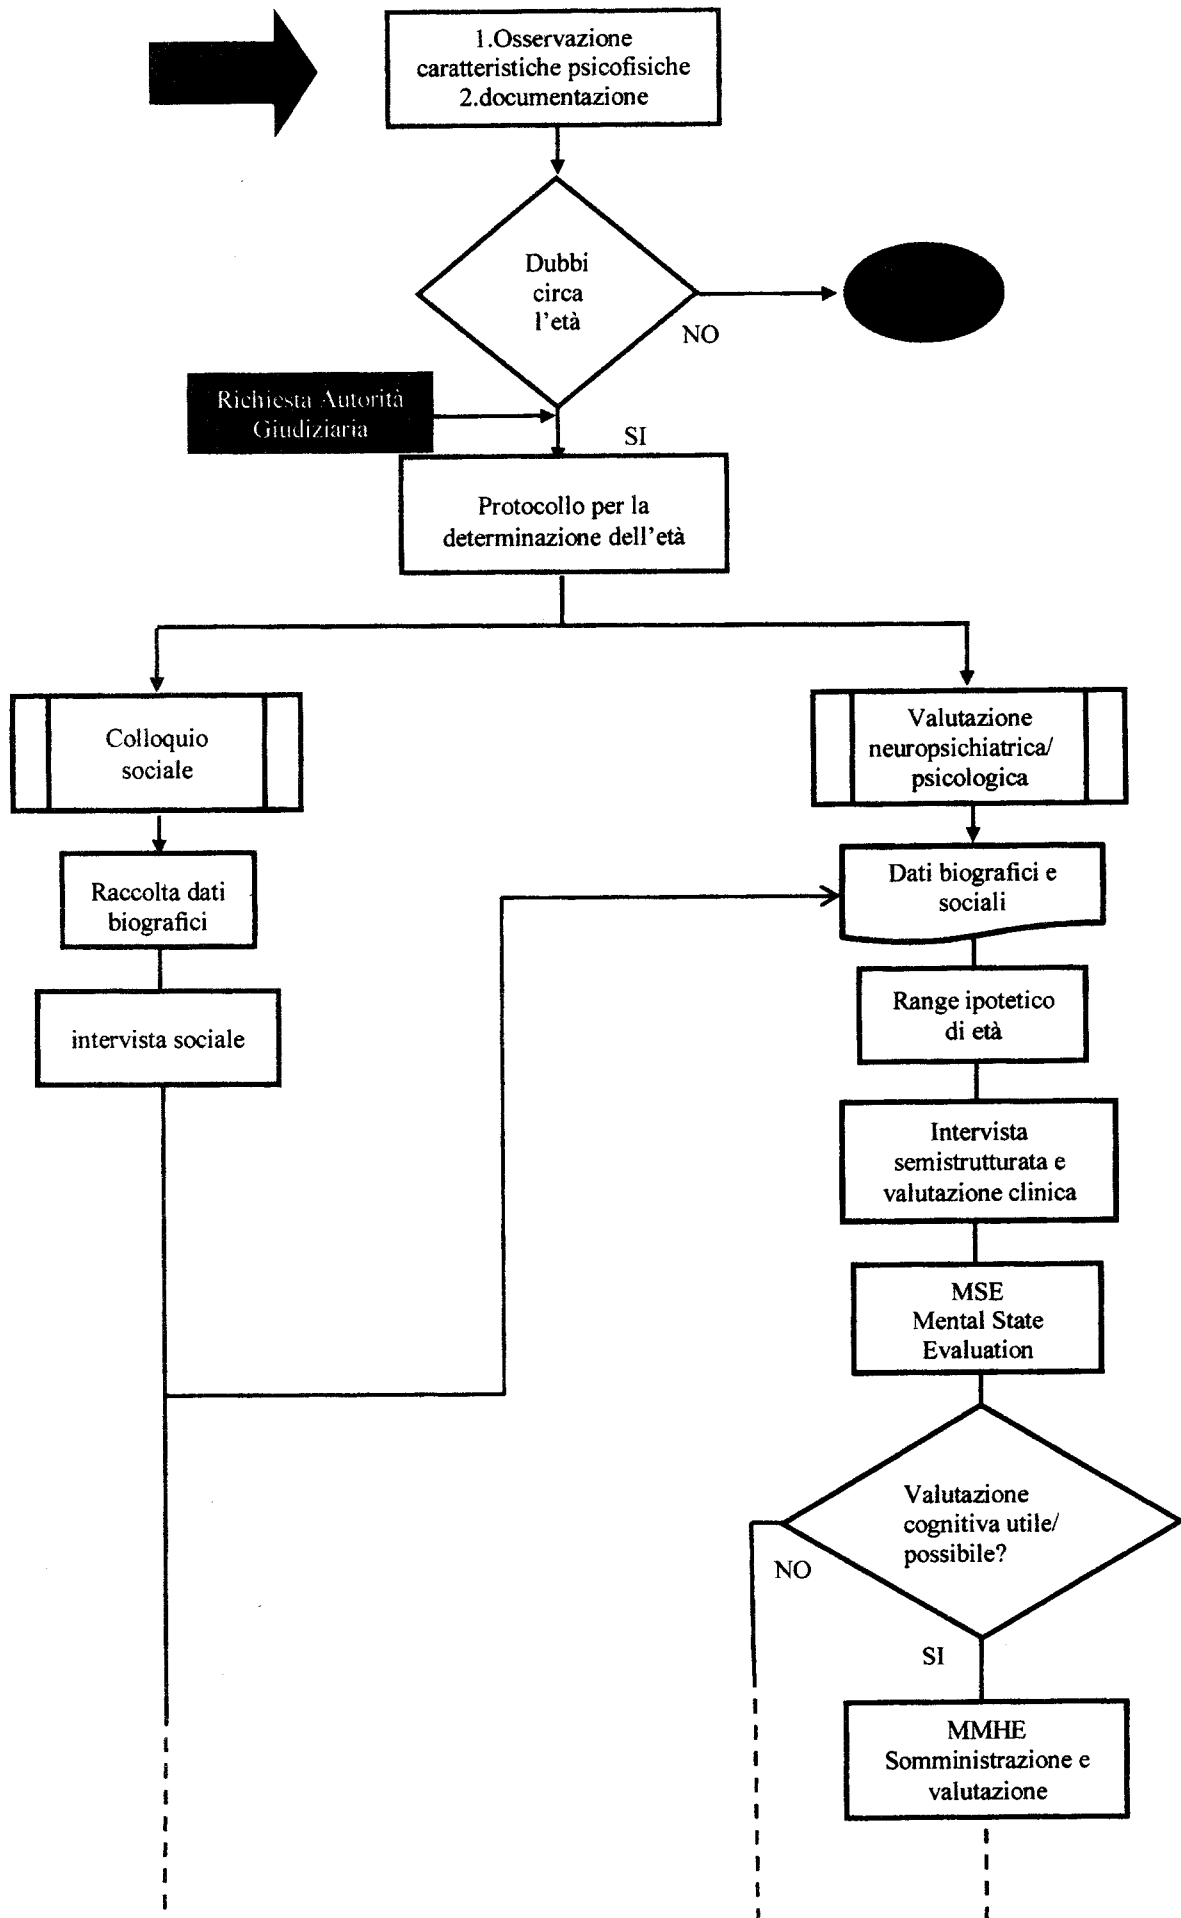 1.Osservazione
caratteristiche psicofisiche
2.documentazione
Dubbi
circa
l'età
NO
Richiesta Autorità
Giudiziaria
SI
Protocollo per la
determinazione dell'età
Colloquio
sociale
Valutazione
neuropsichiatrica/
psicologica
Raccolta dati
biografici
Dati biografici e
sociali
intervista sociale
Range ipotetico
di età
Intervista
semistrutturata e
valutazione clinica
MSE
Mental State
Evaluation
Valutazione
cognitiva utile/
possibile?
NO
SI
MMHE
Somministrazione e
valutazione